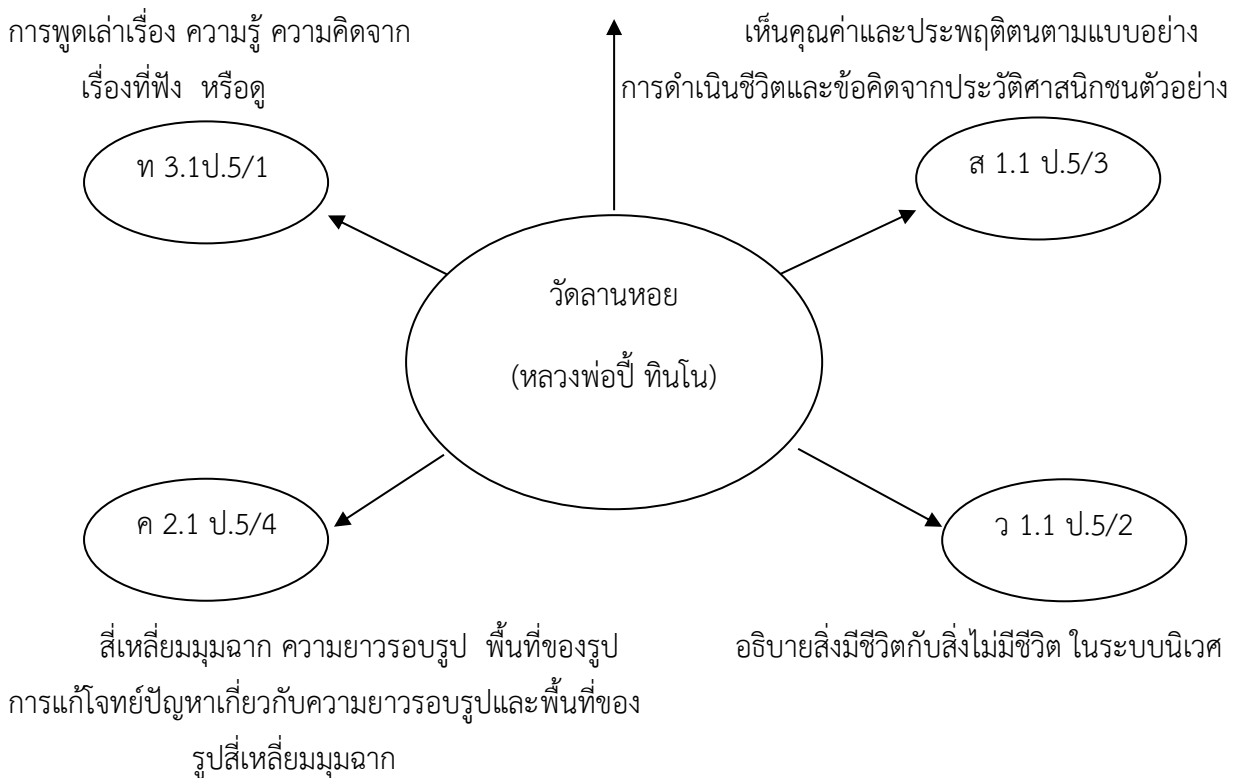 การพูดเล่าเรื่อง ความรู้ ความคิดจาก
เรื่องที่ฟัง หรือดู
เห็นคุณค่าและประพฤติตนตามแบบอย่าง
การดำเนินชีวิตและข้อคิดจากประวัติศาสนิกชนตัวอย่าง
ท 3.1ป.5/1
ส 1.1 ป.5/3
วัดลานหอย
(หลวงพ่อปี้ ทินโน)
ค 2.1 ป.5/4
ว 1.1 ป.5/2
สี่เหลี่ยมมุมฉาก ความยาวรอบรูป พื้นที่ของรูป
การแก้โจทย์ปัญหาเกี่ยวกับความยาวรอบรูปและพื้นที่ของ
รูปสี่เหลี่ยมมุมฉาก
อธิบายสิ่งมีชีวิตกับสิ่งไม่มีชีวิต ในระบบนิเวศ